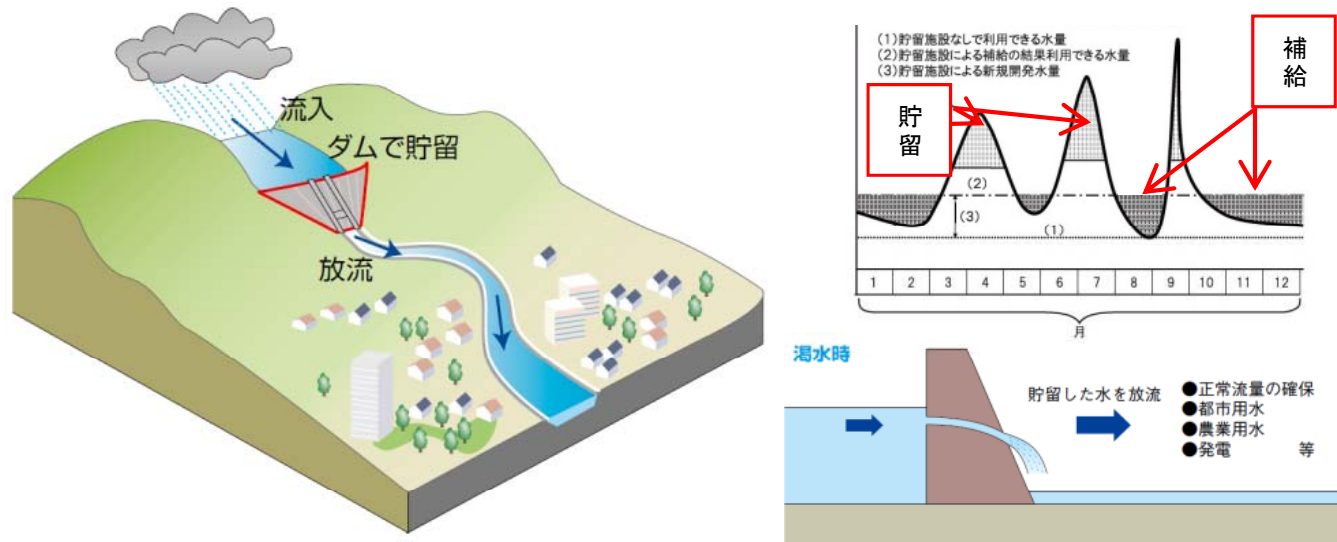 流入
ダムで貯留
放流
(1)貯留施設なしで利用できる水量
(2)貯留施設による補給の結果利用できる水量
(3)貯留施設による新規開発水量
貯留
補給
(2)
(3)
(1)
1 2 3 4 5 6 7 8 9 10 11 12
月
渇水時
貯留した水を放流
●正常流量の確保
●都市用水
●農業用水
●発電 等